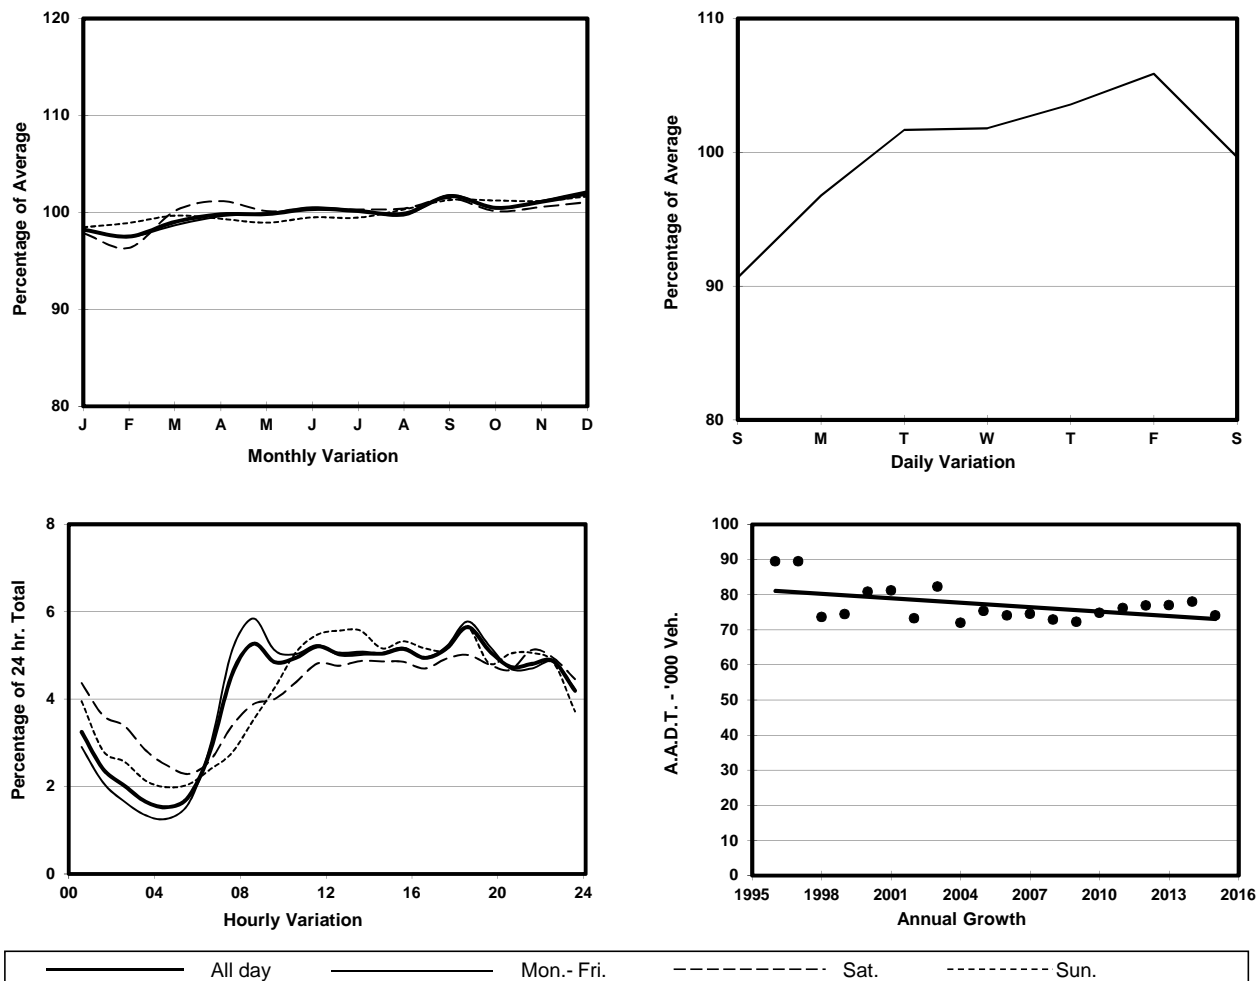 120
110
100
90
80
Percentage of Average
J F M A M J J A S O N D
Monthly Variation
110
100
90
80
Percentage of Average
S M T W T F S
Daily Variation
8
6
4
2
0
Percentage of 24 hr. Total
00 04 08 12 16 20 24
Hourly Variation
100
90
80
70
60
50
40
30
20
10
0
A.A.D.T. - '000 Veh.
1995 1998 2001 2004 2007 2010 2013 2016
Annual Growth
All day Mon.- Fri. Sat. Sun.